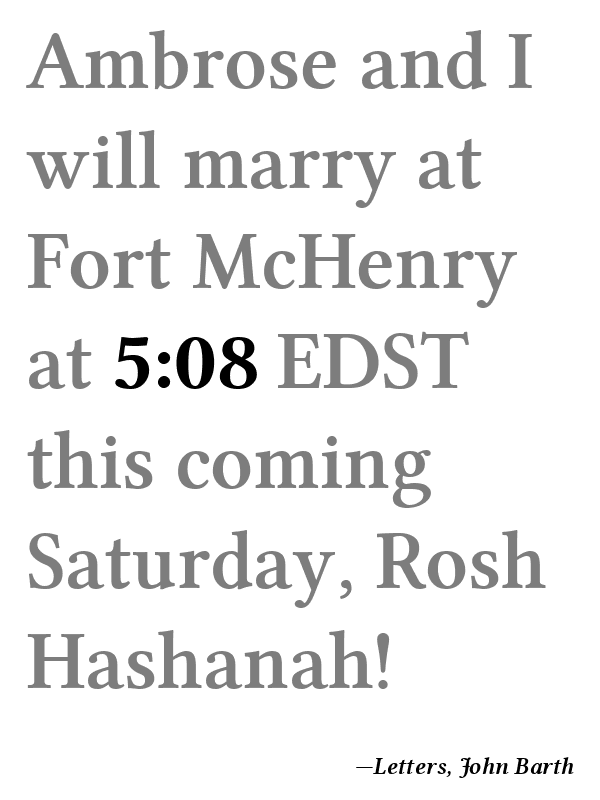 Ambrose and I
will marry at
Fort McHenry
at 5:08 EDST
this coming
Saturday, Rosh
Hashanah!
—Letters, John Barth